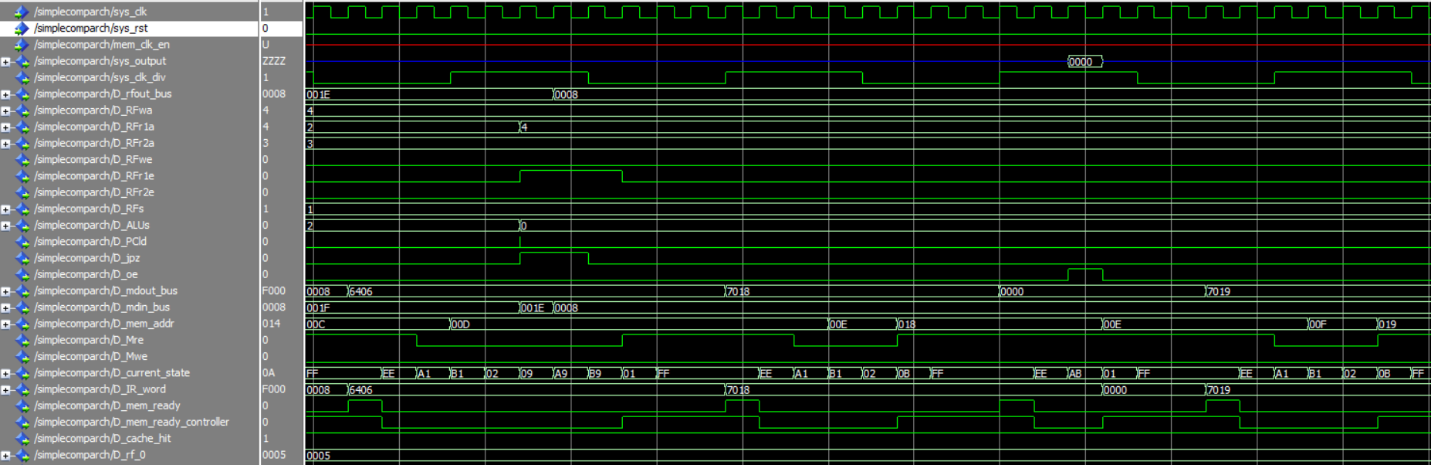 /simplecomparch/sys_clk 1
/simplecomparch/sys_rst 0
/simplecomparch/mem_clk_en U
/simplecomparch/sys_output ZZZZ 0000
/simplecomparch/sys_clk_div 1
/simplecomparch/D_rfout_bus 0008 001E 0008
/simplecomparch/D_RFwa 4 4
/simplecomparch/D_RFr1a 4 2 4
/simplecomparch/D_RFr2a 3 3
/simplecomparch/D_RFwe 0
/simplecomparch/D_RFr1e 0
/simplecomparch/D_RFr2e 0
/simplecomparch/D_RFs 1 1
/simplecomparch/D_ALUs 0 2 0
/simplecomparch/D_PCld 0
/simplecomparch/D_jpz 0
/simplecomparch/D_oe 0
/simplecomparch/D_mdout_bus F000 0008 6406 7018 0000 7019
/simplecomparch/D_mdin_bus 0008 001F 001E 0008
/simplecomparch/D_mem_addr 014 00C 00D 00E 018 00E 00F 019
/simplecomparch/D_Mre 0
/simplecomparch/D_Mwe 0
/simplecomparch/D_current_state 0A FF EE A1 B1 02 09 A9 B9 01 FF EE A1 B1 02 0B FF EE AB 01 FF EE A1 B1 02 0B FF
/simplecomparch/D_IR_word F000 0008 6406 7018 0000 7019
/simplecomparch/D_mem_ready 0
/simplecomparch/D_mem_ready_controller 0
/simplecomparch/D_cache_hit 1
/simplecomparch/D_rf_0 0005 0005